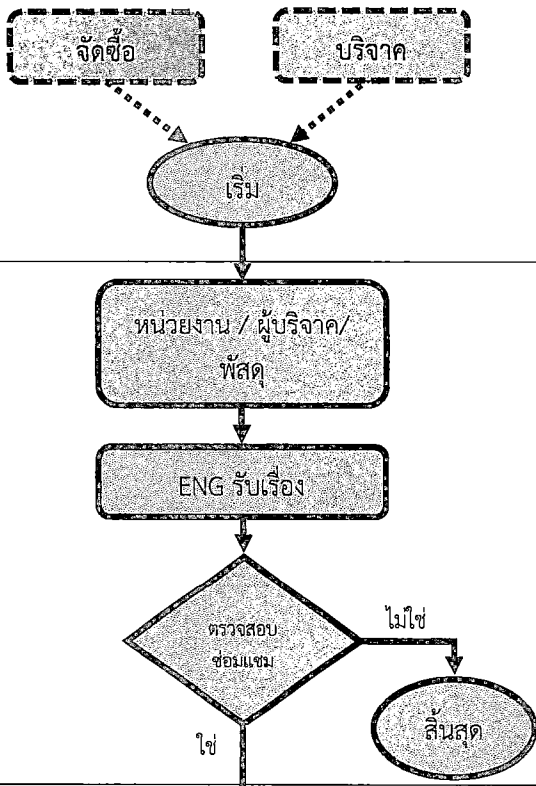 จัดซื้อ
บริจาค
เริ่ม
หน่วยงาน / ผู้บริจาค/
พัสดุ
ENG รับเรื่อง
ตรวจสอบ
ซ่อมแซม
ไม่ใช่
สิ้นสุด
ใช่